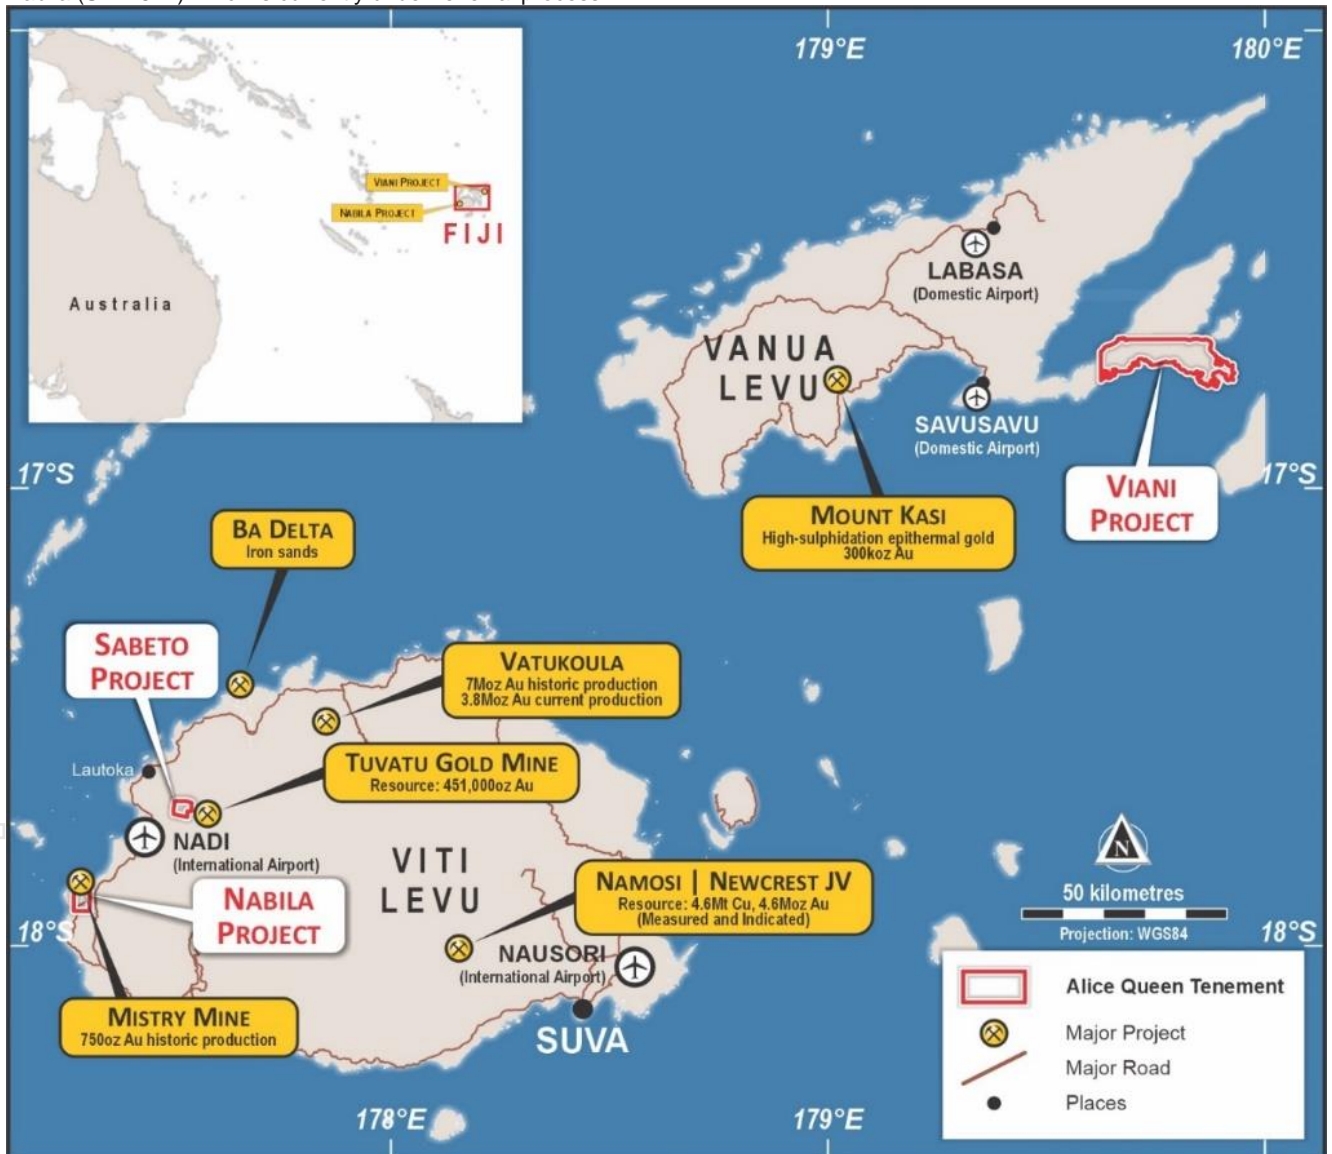 179°E
180°E
VIANI PROJECT
NABILA PROJECT
FIJI
Australia
LABASA
(Domestic Airport)
VANUA
LEVU
SAVUSAVU
(Domestic Airport)
17°S
17°S
VIANI
PROJECT
MOUNT KASI
High-sulphidation epithermal gold
300koz Au
BA DELTA
Iron sands
SABETO
PROJECT
VATUKOULA
7Moz Au historic production
3.8Moz Au current production
TUVATU GOLD MINE
Resource: 451,000oz Au
Lautoka
NADI
(International Airport)
VITI
LEVU
NABILA
PROJECT
NAMOSI | NEWCREST JV
Resource: 4.6Mt Cu, 4.6Moz Au
(Measured and Indicated)
NAUSORI
(International Airport)
18°S
18°S
MISTRY MINE
750oz Au historic production
SUVA
N
50 kilometres
Projection: WGS84
Alice Queen Tenement
Major Project
Major Road
Places
178°E
179°E